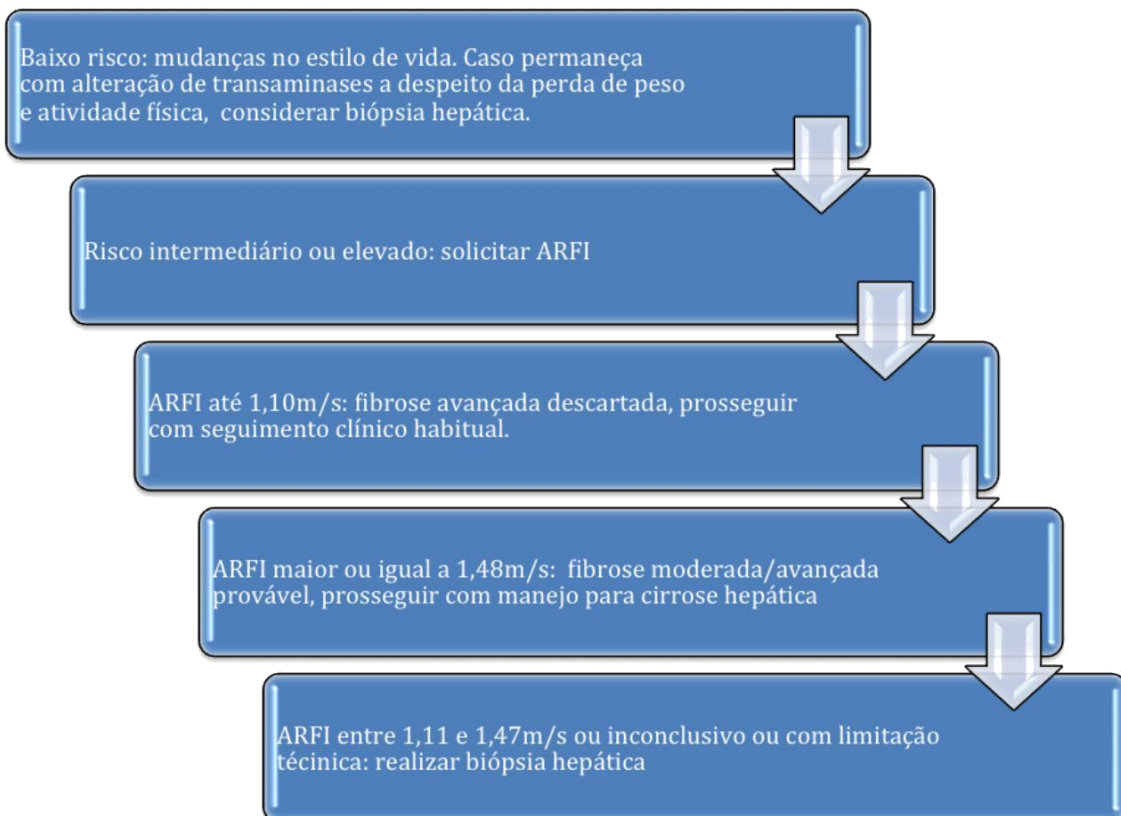 Baixo risco: mudanças no estilo de vida. Caso permaneça
com alteração de transaminases a despeito da perda de peso
e atividade física, considerar biópsia hepática.
Risco intermediário ou elevado: solicitar ARFI
ARFI até 1,10m/s: fibrose avançada descartada, prosseguir
com seguimento clínico habitual.
ARFI maior ou igual a 1,48m/s: fibrose moderada/avançada
provável, prosseguir com manejo para cirrose hepática
ARFI entre 1,11 e 1,47m/s ou inconclusivo ou com limitação
técinica: realizar biópsia hepática